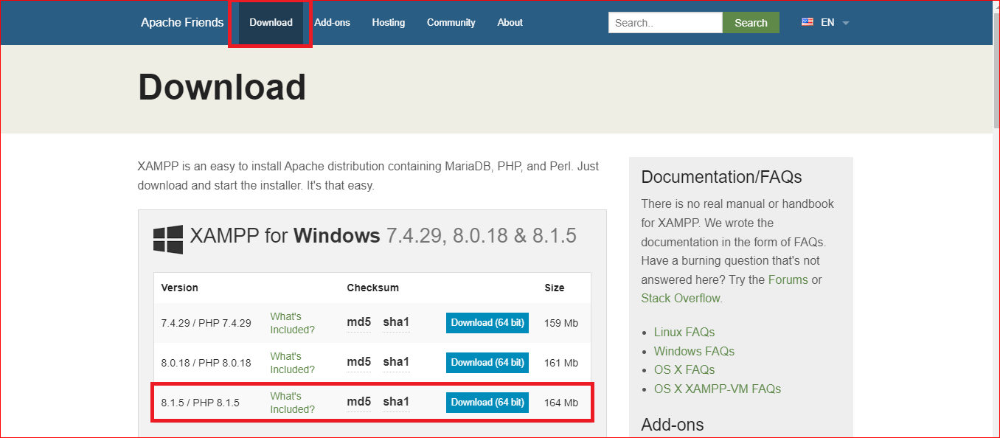 Apache Friends Download Add-ons Hosting Community About Search.. Search EN
Download
XAMPP is an easy to install Apache distribution containing MariaDB, PHP, and Perl. Just
download and start the installer. It's that easy.
XAMPP for Windows 7.4.29, 8.0.18 & 8.1.5
Version Checksum Size
7.4.29 / PHP 7.4.29 What's
Included? md5 sha1 Download (64 bit) 159 Mb
8.0.18 / PHP 8.0.18 What's
Included? md5 sha1 Download (64 bit) 161 Mb
8.1.5 / PHP 8.1.5 What's
Included? md5 sha1 Download (64 bit) 164 Mb
Documentation/FAQs
There is no real manual or handbook
for XAMPP. We wrote the
documentation in the form of FAQs.
Have a burning question that's not
answered here? Try the Forums or
Stack Overflow.
Linux FAQs
Windows FAQs
OS X FAQs
OS X XAMPP-VM FAQs
Add-ons